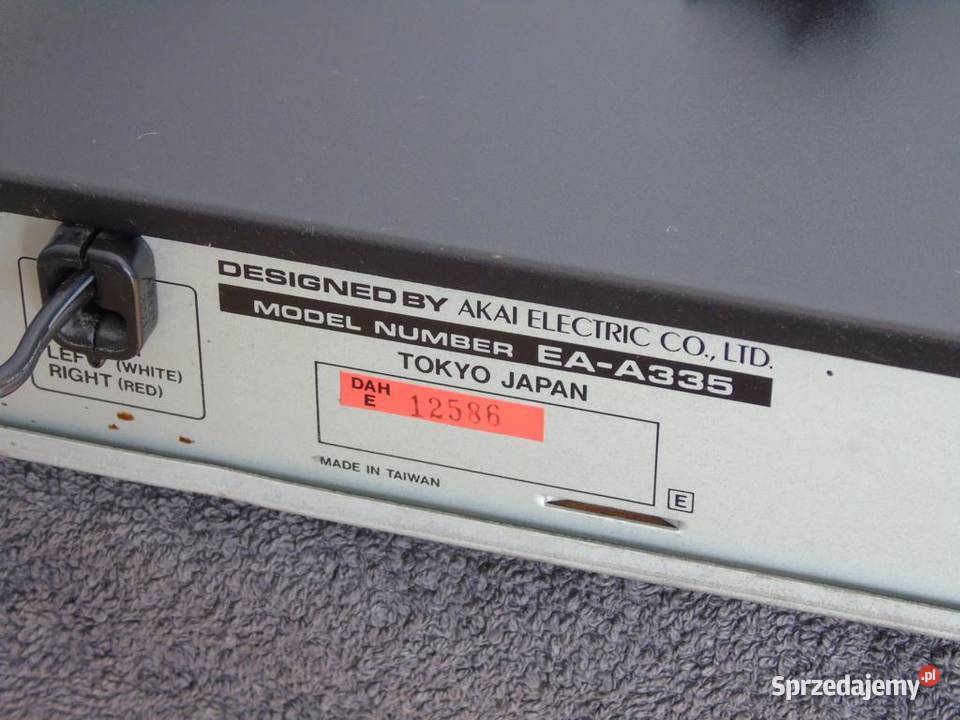 DESIGNED BY AKAI ELECTRIC CO., LTD.
MODEL NUMBER EA-A335
TOKYO JAPAN
DAH
E 12586
MADE IN TAIWAN
E
(WHITE)
RIGHT (RED)
Sprzedajemy.pl